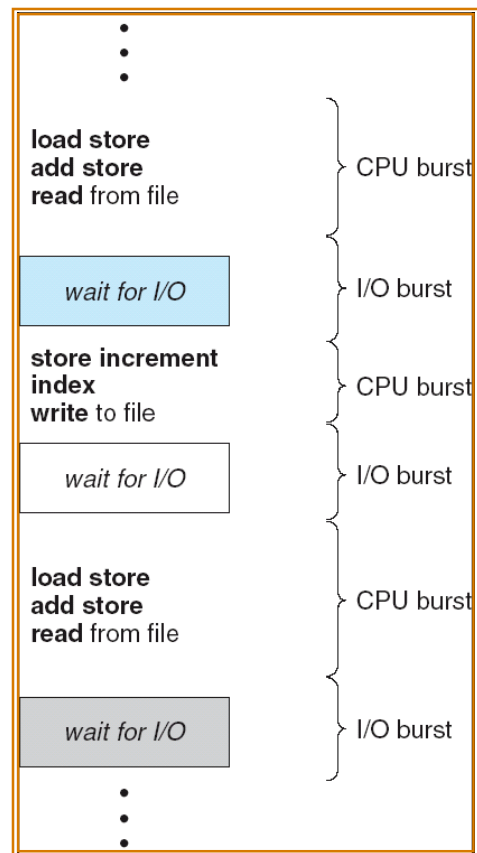 load store
add store
read from file
CPU burst
wait for I/O
I/O burst
store increment
index
write to file
CPU burst
wait for I/O
I/O burst
load store
add store
read from file
CPU burst
wait for I/O
I/O burst